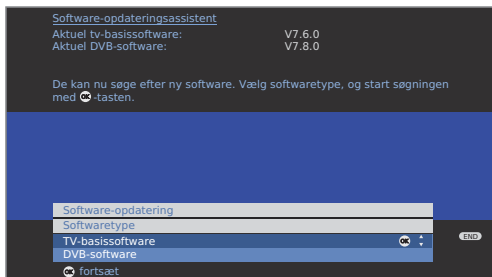 Software-opdateringsassistent
Aktuel tv-basissoftware: V7.6.0
Aktuel DVB-software: V7.8.0
De kan nu søge efter ny software. Vælg softwaretype, og start søgningen
med OK -tasten.
Software-opdatering
Softwaretype
TV-basissoftware OK
END
DVB-software
OK fortsæt